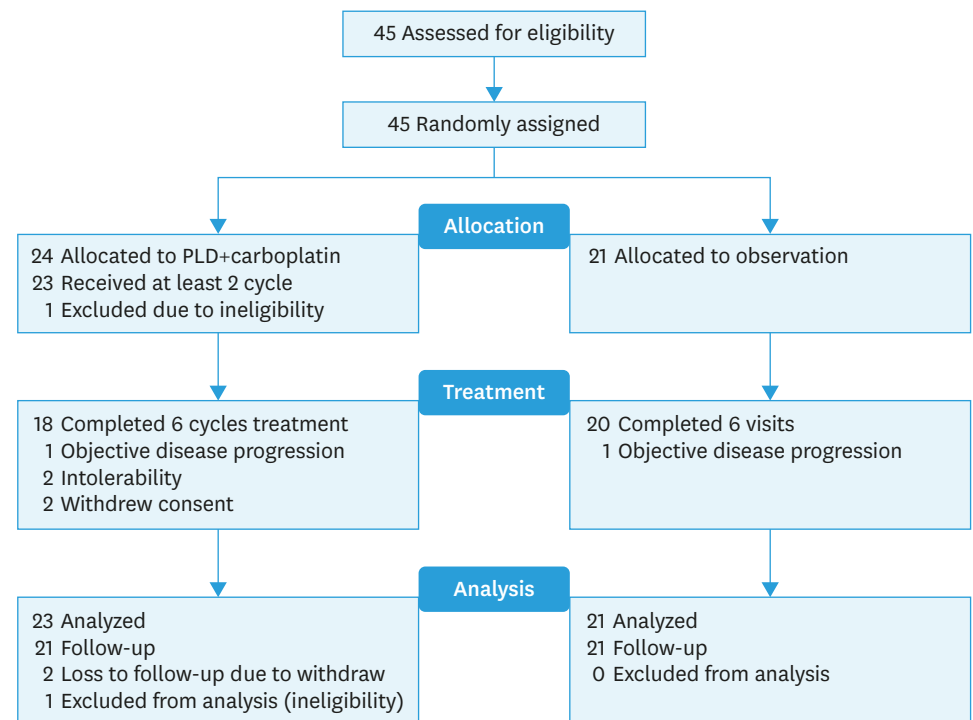 45 Assessed for eligibility
45 Randomly assigned
Allocation
24 Allocated to PLD+carboplatin
23 Received at least 2 cycle
1 Excluded due to ineligibility
21 Allocated to observation
Treatment
18 Completed 6 cycles treatment
1 Objective disease progression
2 Intolerability
2 Withdrew consent
20 Completed 6 visits
1 Objective disease progression
Analysis
23 Analyzed
21 Follow-up
2 Loss to follow-up due to withdraw
1 Excluded from analysis (ineligibility)
21 Analyzed
21 Follow-up
0 Excluded from analysis